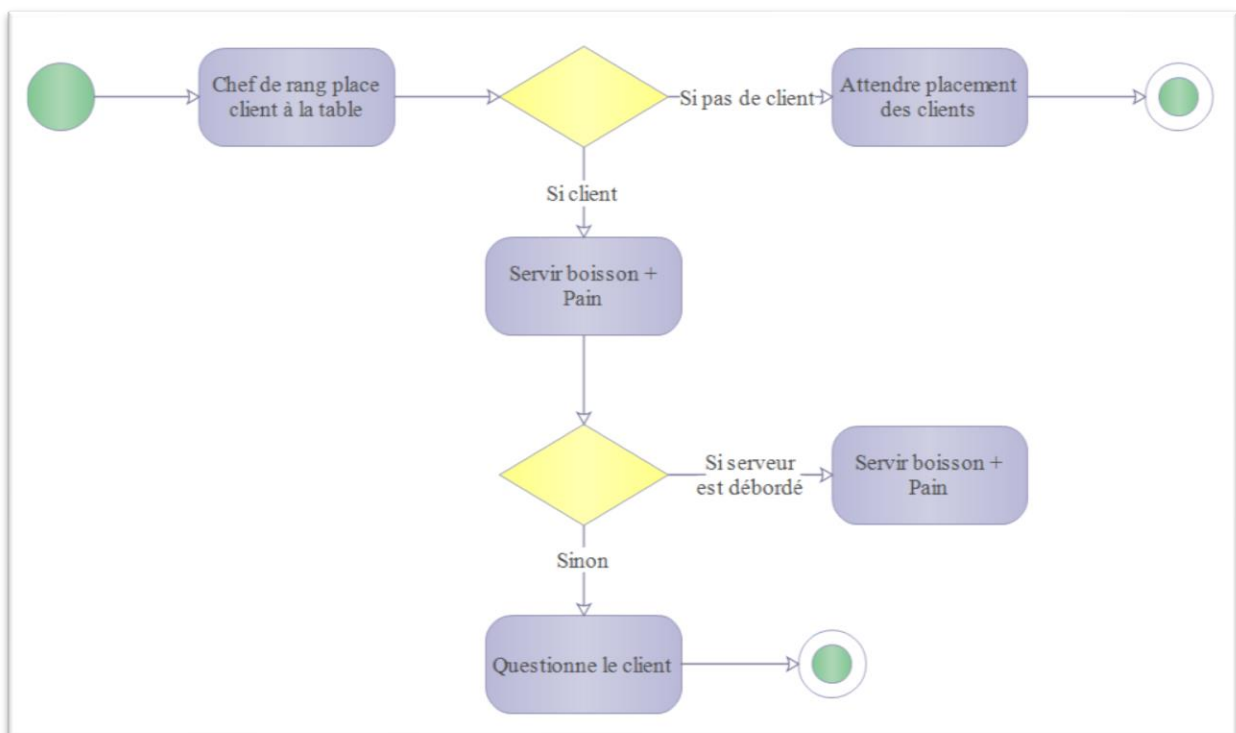 Chef de rang place
client à la table
Si pas de client
Attendre placement
des clients
Si client
Servir boisson +
Pain
Si serveur
est débordé
Servir boisson +
Pain
Sinon
Questionne le client